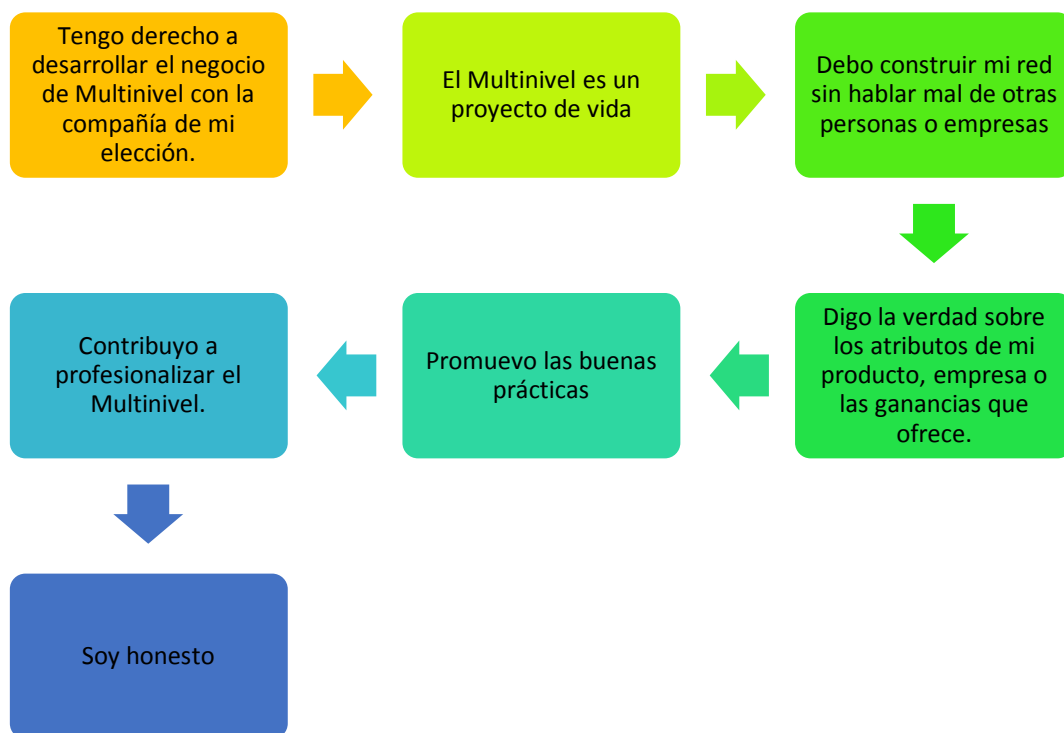 Tengo derecho a
desarrollar el negocio
de Multinivel con la
compañía de mi
elección.
El Multinivel es un
proyecto de vida
Debo construir mi red
sin hablar mal de otras
personas o empresas
Digo la verdad sobre
los atributos de mi
producto, empresa o
las ganancias que
ofrece.
Promuevo las buenas
prácticas
Contribuyo a
profesionalizar el
Multinivel.
Soy honesto